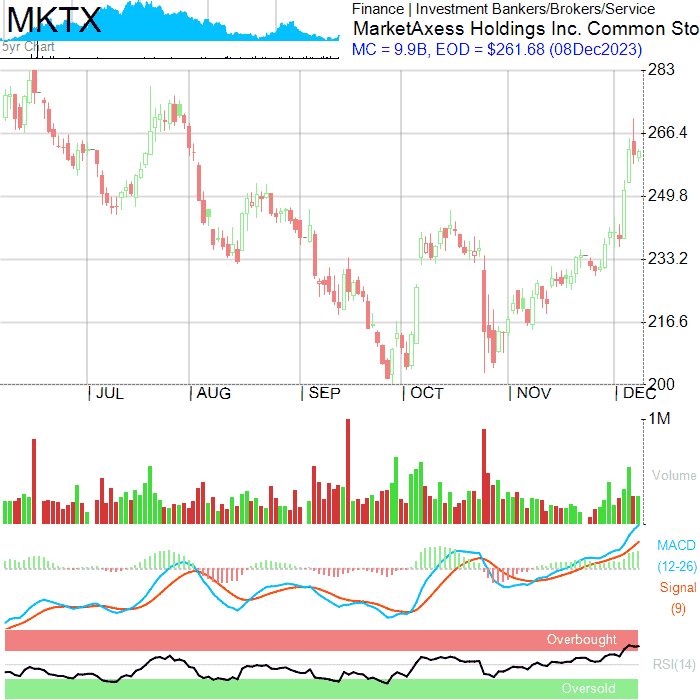 MKTX
5yr Chart
Finance | Investment Bankers/Brokers/Service
MarketAxess Holdings Inc. Common Sto
MC = 9.9B, EOD = $261.68 (08Dec2023)
283
266.4
249.8
233.2
216.6
200
JUL AUG SEP OCT NOV DEC
1M
Volume
MACD
(12-26)
Signal
(9)
Overbought
RSI(14)
Oversold